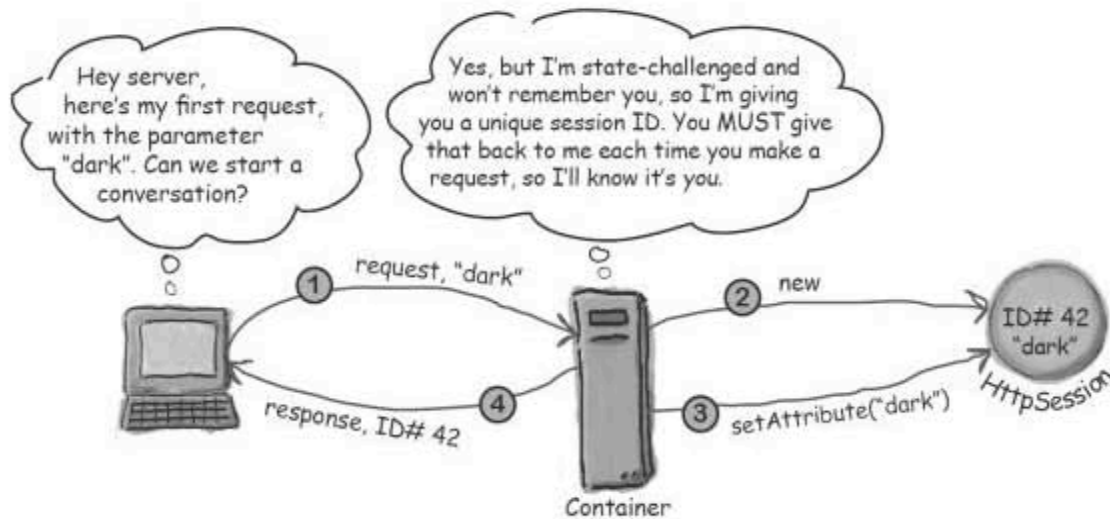 Hey server,
here's my first request,
with the parameter
"dark". Can we start a
conversation?
Yes, but I'm state-challenged and
won't remember you, so I'm giving
you a unique session ID. You MUST give
that back to me each time you make a
request, so I'll know it's you.
1
request, "dark"
2
new
ID# 42
"dark"
HttpSession
4
response, ID# 42
3
setAttribute("dark")
Container